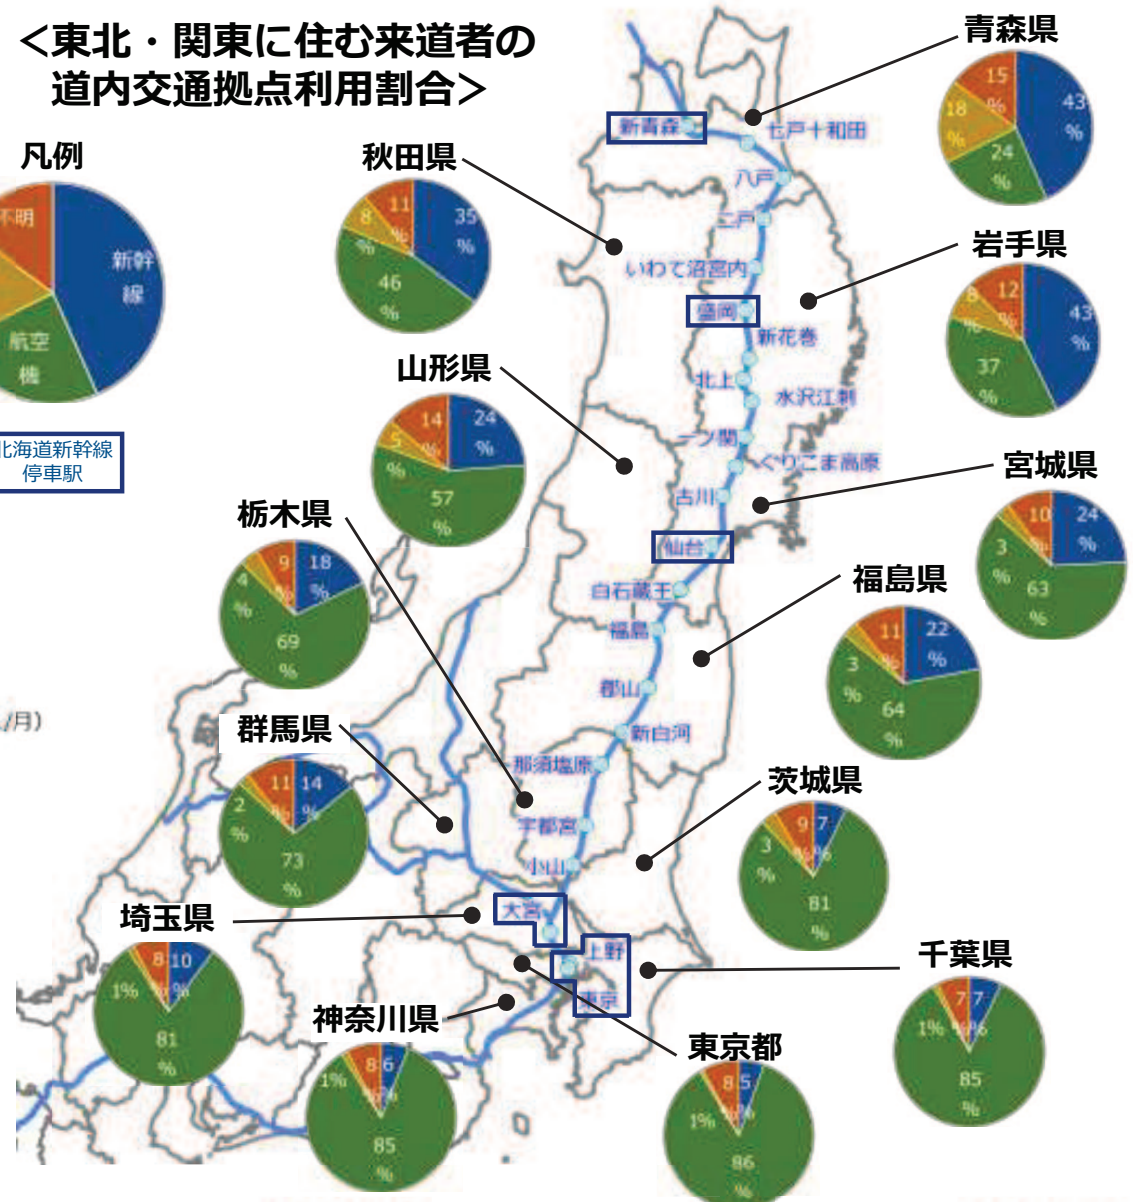 <東北・関東に住む来道者の
道内交通拠点利用割合>
凡例
不明
新幹
線
航空
機
北海道新幹線
停車駅
/月)
青森県
43
%
24
%
18
%
15
%
秋田県
35
%
46
%
8
%
11
%
岩手県
43
%
37
%
8
%
12
%
山形県
24
%
57
%
5
%
14
%
宮城県
24
%
63
%
3
%
10
%
栃木県
18
%
69
%
4
%
9
%
福島県
22
%
64
%
3
%
11
%
群馬県
14
%
73
%
2
%
11
%
茨城県
7
%
81
%
3
%
9
%
埼玉県
10
%
81
%
1%
8
%
千葉県
7
%
85
%
1%
7
%
神奈川県
6
%
85
%
1%
8
%
東京都
5
%
86
%
1%
8
%
新青森
七戸十和田
八戸
二戸
いわて沼宮内
盛岡
新花巻
北上
水沢江刺
一ノ関
くりこま高原
古川
仙台
白石蔵王
福島
郡山
新白河
那須塩原
宇都宮
小山
大宮
上野
東京